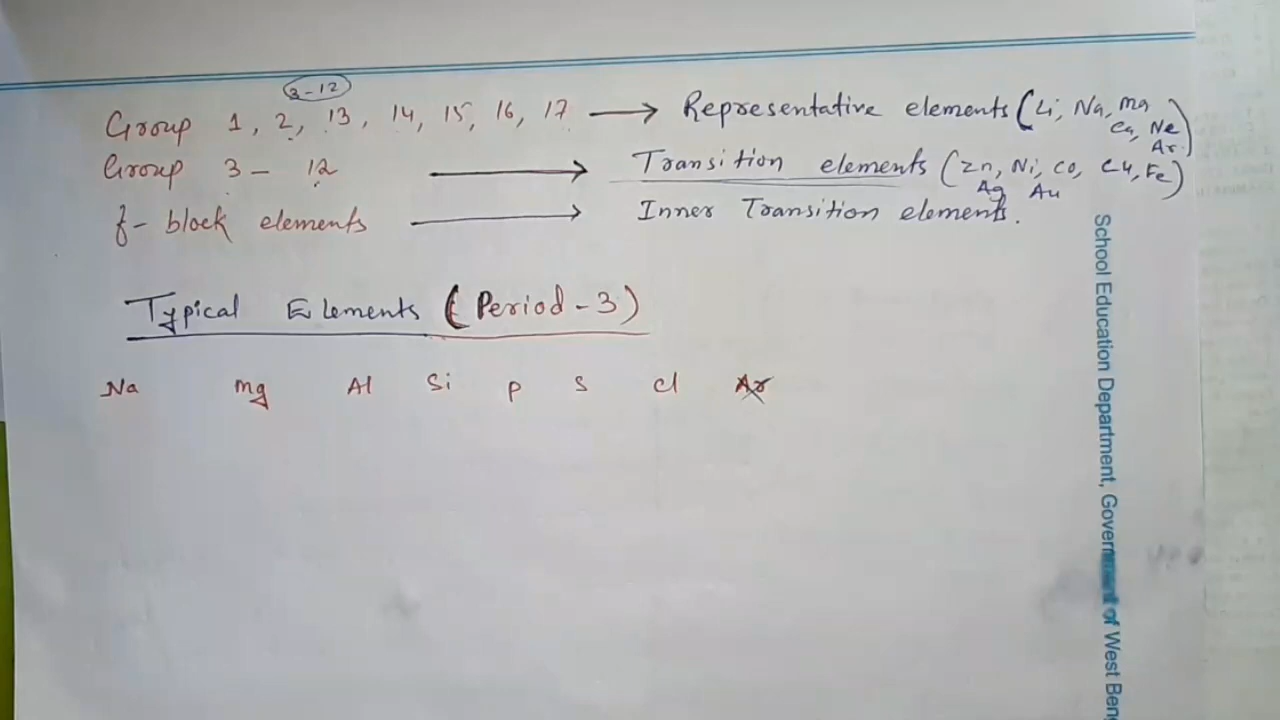 3-12
Group 1, 2, 13, 14, 15, 16, 17 → Representative elements (Li, Na, Mg,
Ca, Ne
Ar.)
Group 3 - 12 → Transition elements (Zn, Ni, Co, Cu, Fe)
Ag Au
f- block elements → Inner Transition elements.
Typical Elements (Period-3)
Na Mg Al Si P S Cl Ar
School Education Department, Government of West Beng